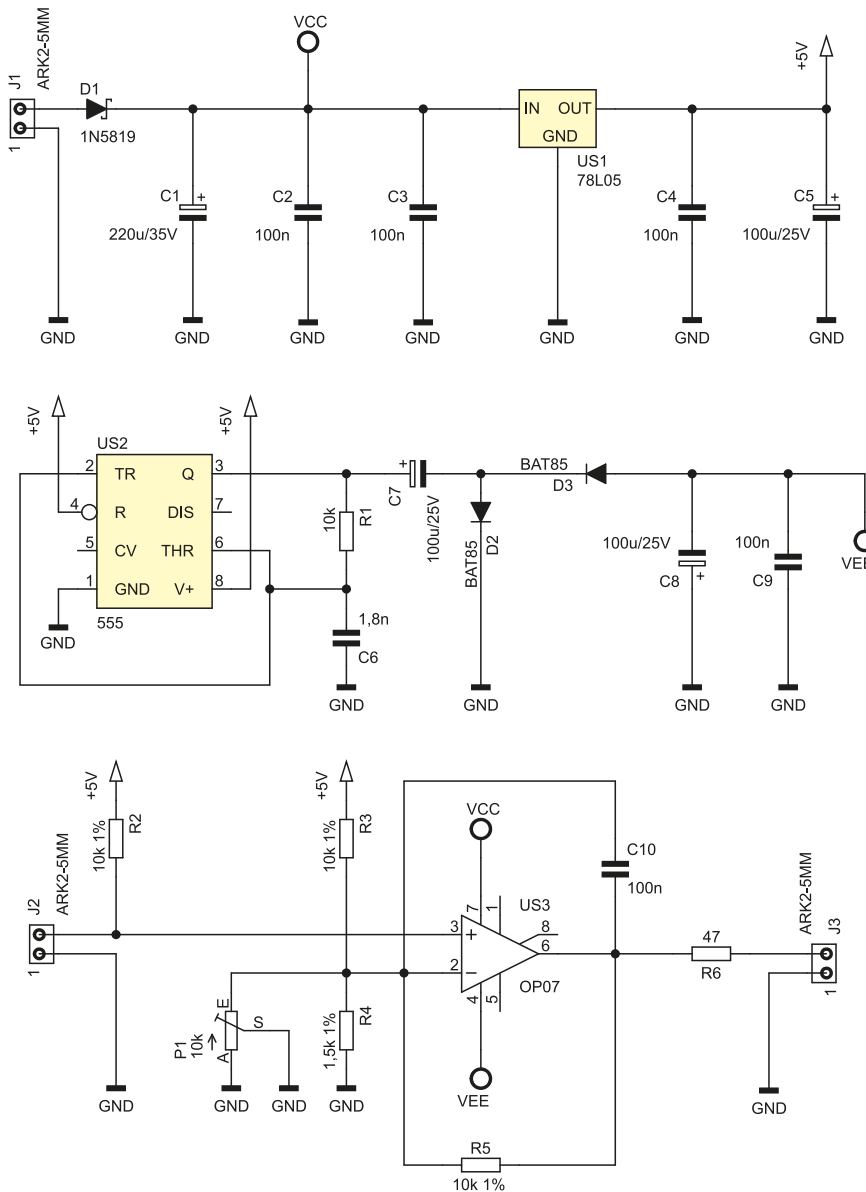 J1
ARK2-5MM
1
D1
1N5819
VCC
C1
+
220u/35V
C2
100n
C3
100n
IN OUT
GND
US1
78L05
C4
100n
+5V
C5
+
100u/25V
GND
GND
GND
GND
GND
GND
GND
+5V
+5V
US2
2 TR Q 3
4 R DIS 7
5 CV THR 6
1 GND V+ 8
555
GND
10k
R1
1,8n
C6
GND
+
C7
100u/25V
BAT85
D2
GND
BAT85
D3
100u/25V
C8
+
GND
100n
C9
GND
VEE
+5V
10k 1%
R2
+5V
10k 1%
R3
J2
ARK2-5MM
1
GND
P1
10k
E
S
A
GND
GND
1,5k 1%
R4
GND
VCC
7
1
US3
3 +
8
6
2 −
OP07
4
5
VEE
C10
100n
R5
10k 1%
47
R6
ARK2-5MM
J3
1
GND